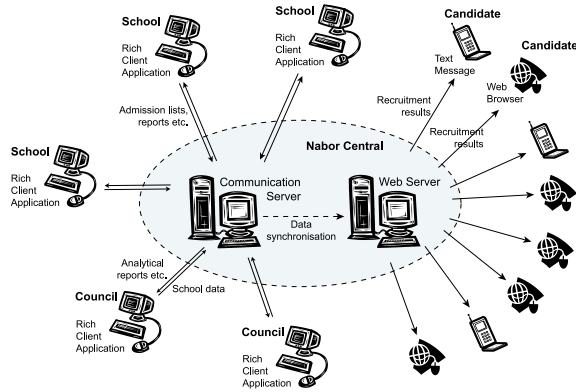 School
Rich
Client
Application
School
Rich
Client
Application
Candidate
Text
Message
Candidate
Web
Browser
Admission lists,
reports etc.
Recruitment
results
Recruitment
results
Nabor Central
School
Rich
Client
Application
Communication
Server
Web Server
Data
synchronisation
Analytical
reports etc.
School data
Council
Rich
Client
Application
Council
Rich
Client
Application